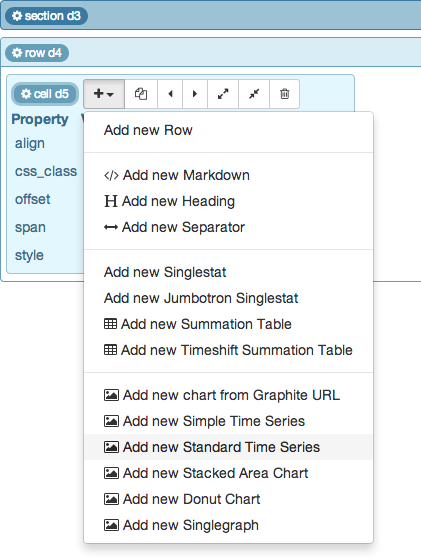 section d3
row d4
cell d5
Property
align
css_class
offset
span
style
Add new Row
Add new Markdown
H Add new Heading
Add new Separator
Add new Singlestat
Add new Jumbotron Singlestat
Add new Summation Table
Add new Timeshift Summation Table
Add new chart from Graphite URL
Add new Simple Time Series
Add new Standard Time Series
Add new Stacked Area Chart
Add new Donut Chart
Add new Singlegraph